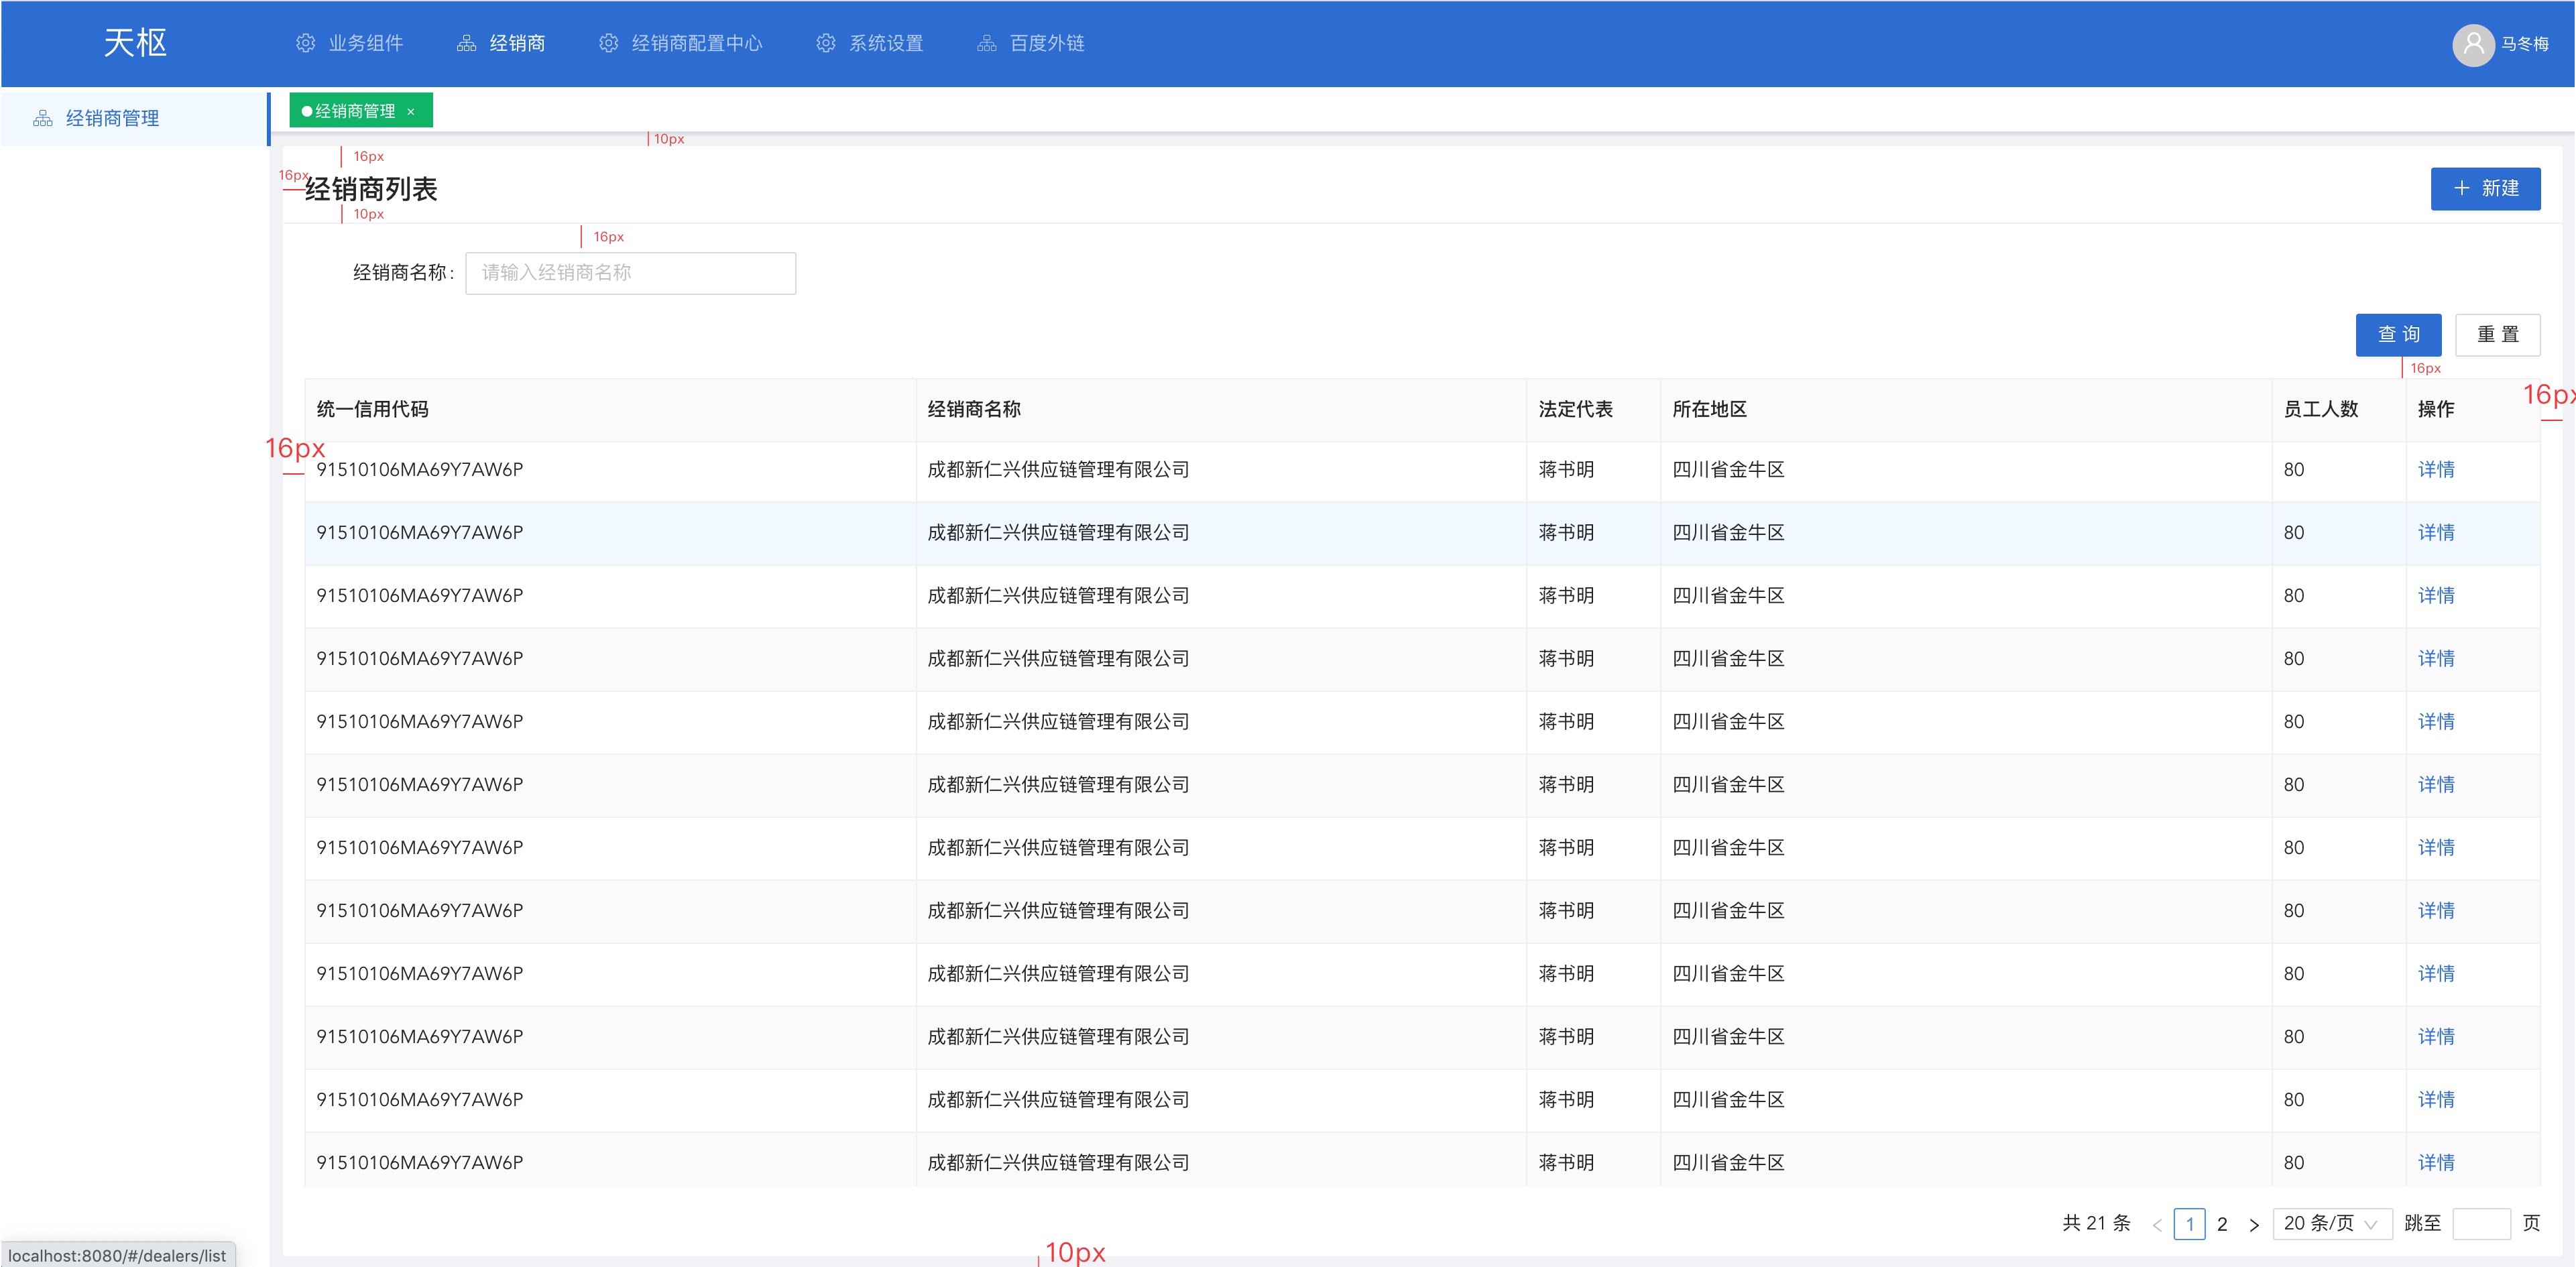 天枢 业务组件 经销商 经销商配置中心 系统设置 百度外链 马冬梅
经销商管理 经销商管理 ×
10px
16px
16px
经销商列表 + 新建
10px
16px
经销商名称: 请输入经销商名称
查 询 重 置
16px
16px
统一信用代码 经销商名称 法定代表 所在地区 员工人数 操作
16px
91510106MA69Y7AW6P 成都新仁兴供应链管理有限公司 蒋书明 四川省金牛区 80 详情
91510106MA69Y7AW6P 成都新仁兴供应链管理有限公司 蒋书明 四川省金牛区 80 详情
91510106MA69Y7AW6P 成都新仁兴供应链管理有限公司 蒋书明 四川省金牛区 80 详情
91510106MA69Y7AW6P 成都新仁兴供应链管理有限公司 蒋书明 四川省金牛区 80 详情
91510106MA69Y7AW6P 成都新仁兴供应链管理有限公司 蒋书明 四川省金牛区 80 详情
91510106MA69Y7AW6P 成都新仁兴供应链管理有限公司 蒋书明 四川省金牛区 80 详情
91510106MA69Y7AW6P 成都新仁兴供应链管理有限公司 蒋书明 四川省金牛区 80 详情
91510106MA69Y7AW6P 成都新仁兴供应链管理有限公司 蒋书明 四川省金牛区 80 详情
91510106MA69Y7AW6P 成都新仁兴供应链管理有限公司 蒋书明 四川省金牛区 80 详情
91510106MA69Y7AW6P 成都新仁兴供应链管理有限公司 蒋书明 四川省金牛区 80 详情
91510106MA69Y7AW6P 成都新仁兴供应链管理有限公司 蒋书明 四川省金牛区 80 详情
91510106MA69Y7AW6P 成都新仁兴供应链管理有限公司 蒋书明 四川省金牛区 80 详情
共 21 条 < 1 2 > 20 条/页 跳至 页
10px
localhost:8080/#/dealers/list